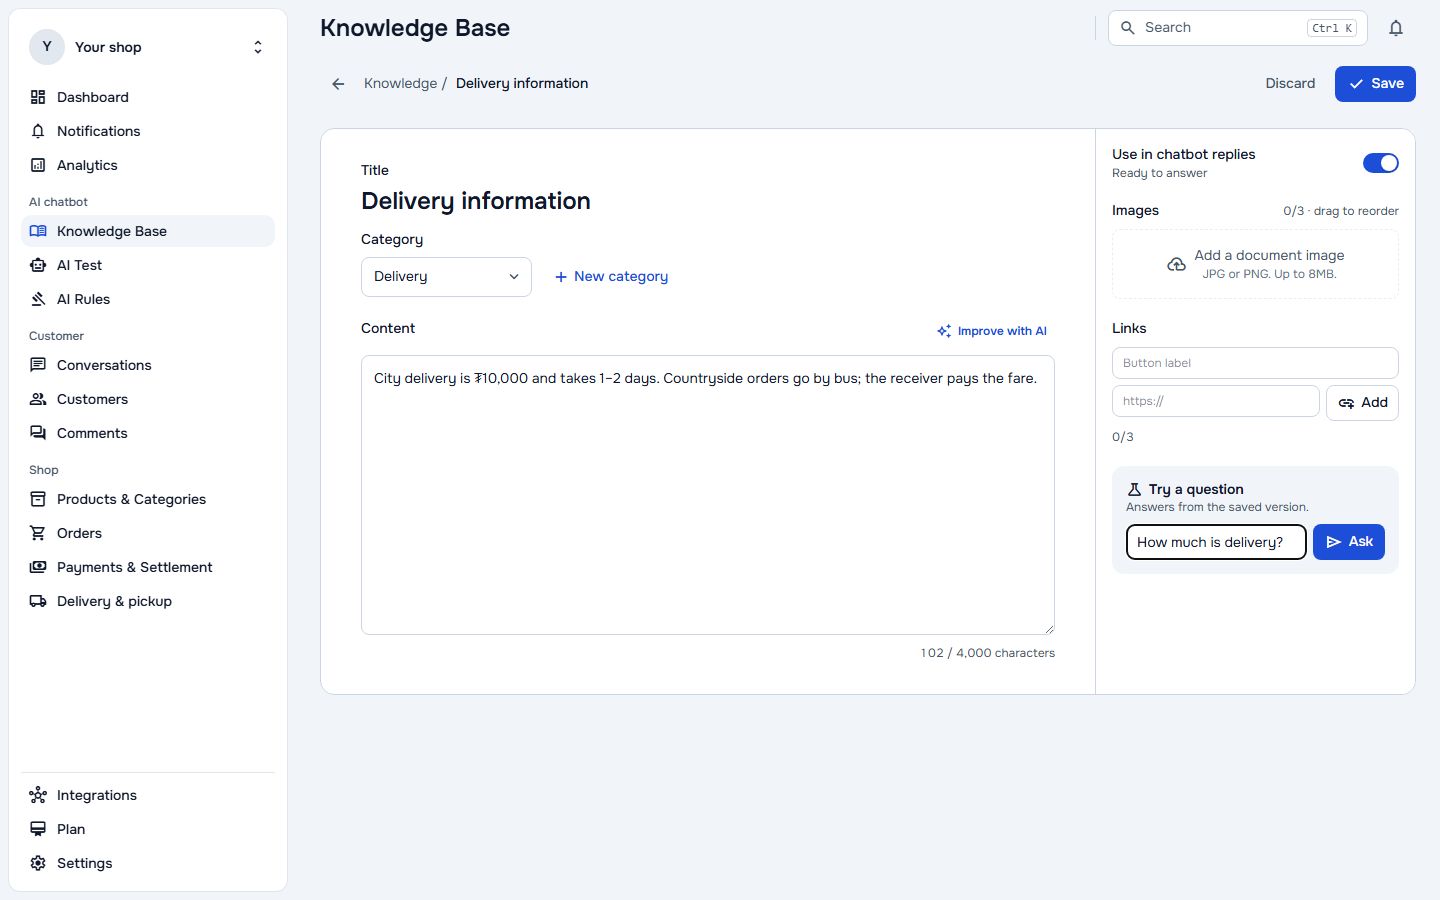 Y
Your shop
Dashboard
Notifications
Analytics
AI chatbot
Knowledge Base
AI Test
AI Rules
Customer
Conversations
Customers
Comments
Shop
Products & Categories
Orders
Payments & Settlement
Delivery & pickup
Integrations
Plan
Settings
Knowledge Base
Search
Ctrl K
Knowledge / Delivery information
Discard
Save
Title
Delivery information
Category
Delivery
New category
Content
Improve with AI
City delivery is ₮10,000 and takes 1–2 days. Countryside orders go by bus; the receiver pays the fare.
102 / 4,000 characters
Use in chatbot replies
Ready to answer
Images
0/3 · drag to reorder
Add a document image
JPG or PNG. Up to 8MB.
Links
Button label
https://
Add
0/3
Try a question
Answers from the saved version.
How much is delivery?
Ask